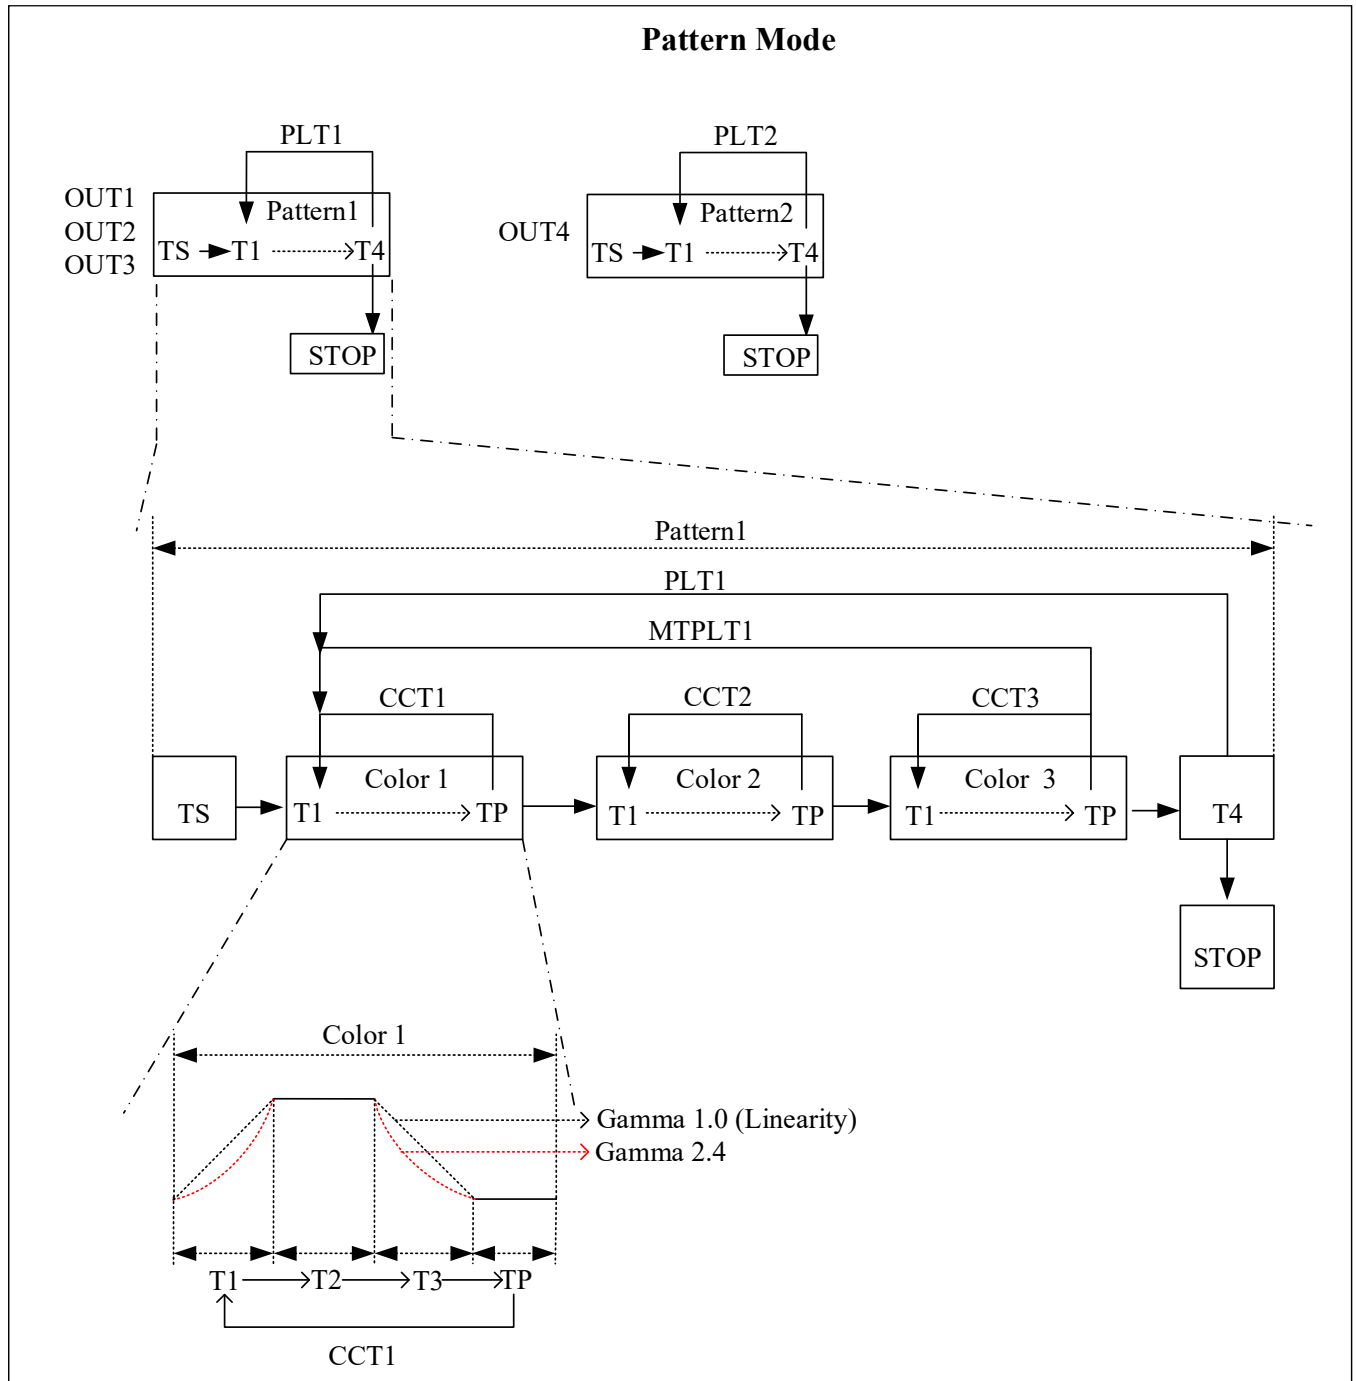 Pattern Mode
PLT1
PLT2
OUT1
OUT2
OUT3
Pattern1
TS T1 T4
OUT4
Pattern2
TS T1 T4
STOP
STOP
Pattern1
PLT1
MTPLT1
CCT1
CCT2
CCT3
TS
Color 1
T1 TP
Color 2
T1 TP
Color 3
T1 TP
T4
STOP
Color 1
Gamma 1.0 (Linearity)
Gamma 2.4
T1 T2 T3 TP
CCT1